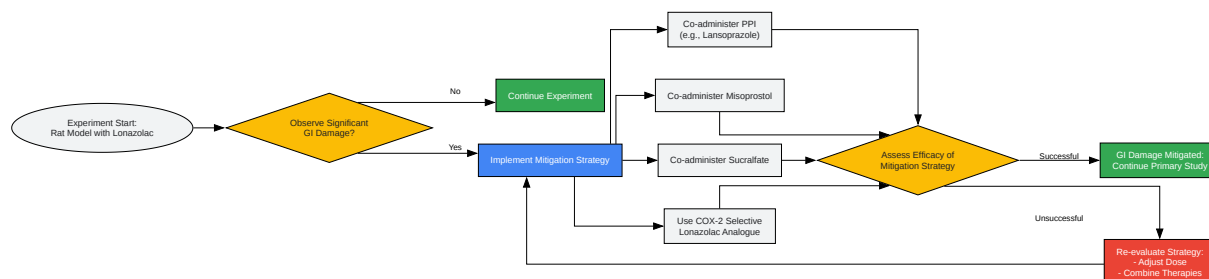 Co-administer PPI
(e.g., Lansoprazole)
No
Continue Experiment
Co-administer Misoprostol
Experiment Start:
Rat Model with Lonazolac
Observe Significant
GI Damage?
Yes
Implement Mitigation Strategy
Co-administer Sucralfate
Assess Efficacy of
Mitigation Strategy
Successful
GI Damage Mitigated:
Continue Primary Study
Use COX-2 Selective
Lonazolac Analogue
Unsuccessful
Re-evaluate Strategy:
- Adjust Dose
- Combine Therapies